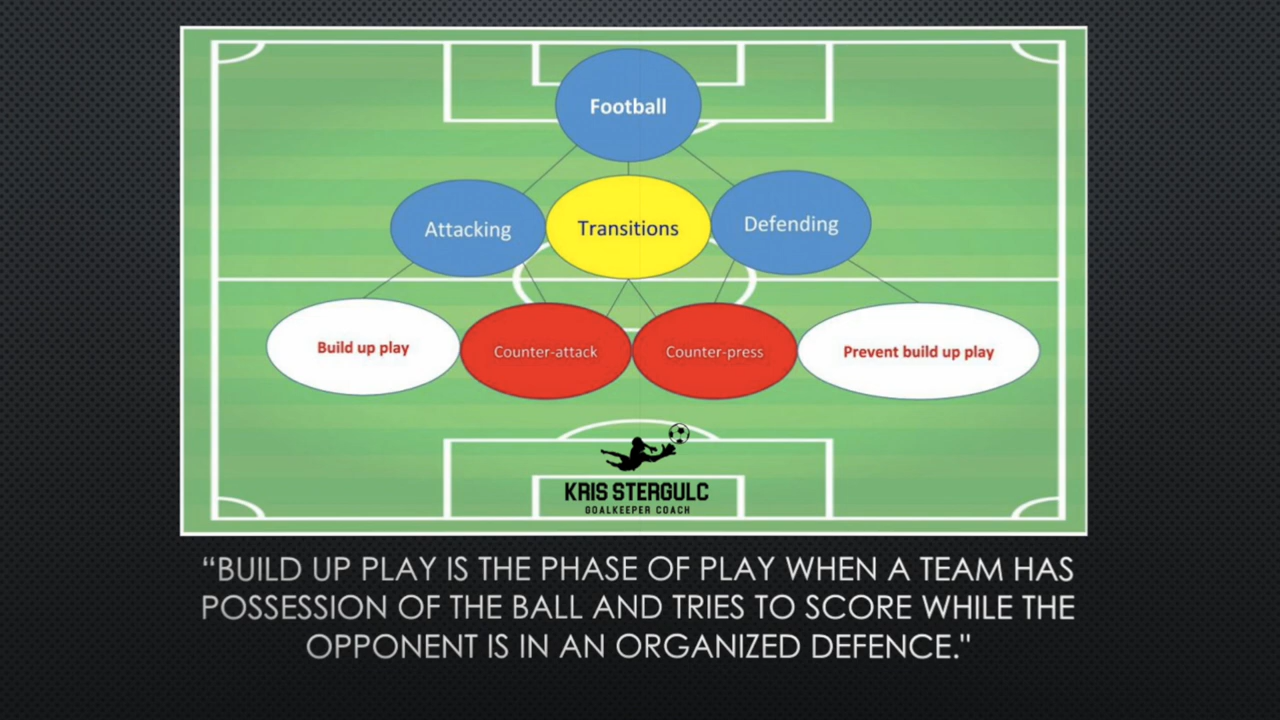 Football
Attacking
Transitions
Defending
Build up play
Counter-attack
Counter-press
Prevent build up play
KRIS STERGULC
GOALKEEPER COACH
“BUILD UP PLAY IS THE PHASE OF PLAY WHEN A TEAM HAS
POSSESSION OF THE BALL AND TRIES TO SCORE WHILE THE
OPPONENT IS IN AN ORGANIZED DEFENCE."